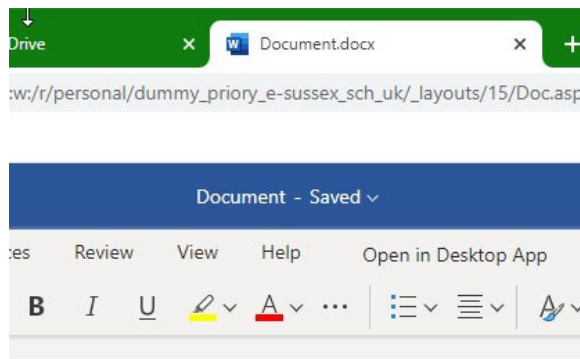 Drive Document.docx
:w:/r/personal/dummy_priory_e-sussex_sch_uk/_layouts/15/Doc.asp
Document - Saved
Review View Help Open in Desktop App
B I U A A